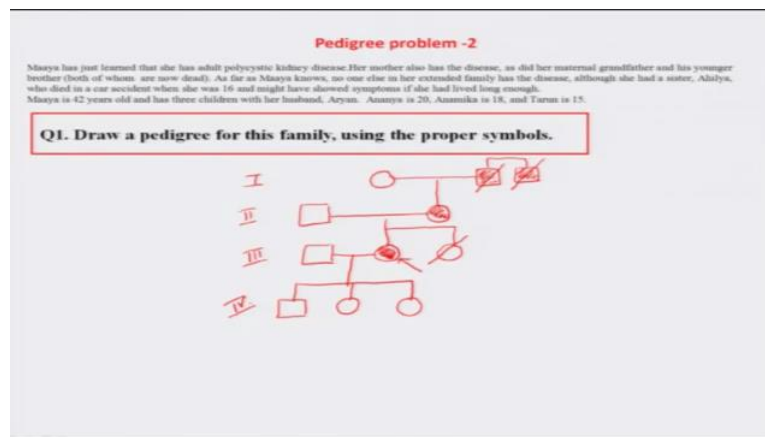 Pedigree problem -2
Maaya has just learned that she has adult polycystic kidney disease.Her mother also has the disease, as did her maternal grandfather and his younger
brother (both of whom are now dead). As far as Maaya knows, no one else in her extended family has the disease, although she had a sister, Ahilya,
who died in a car accident when she was 16 and might have showed symptoms if she had lived long enough.
Maaya is 42 years old and has three children with her husband, Aryan. Ananya is 20, Anamika is 18, and Tarun is 15.
Q1. Draw a pedigree for this family, using the proper symbols.
I
II
III
IV.